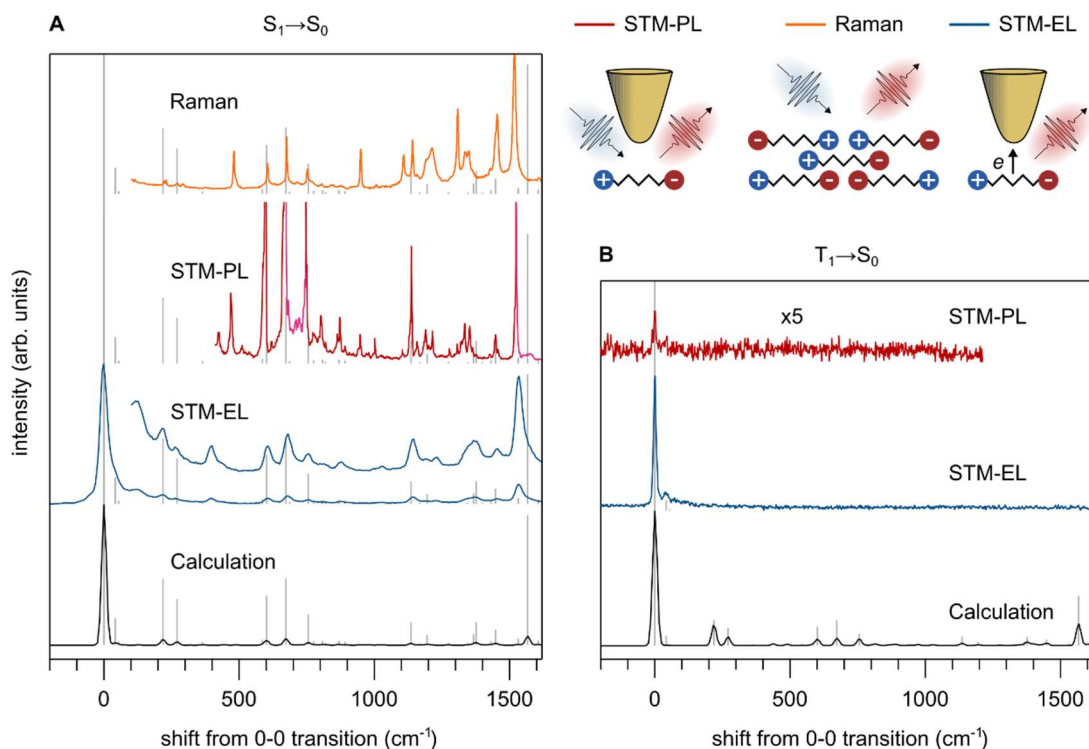 A
S₁→S₀
STM-PL
Raman
STM-EL
Raman
STM-PL
STM-EL
Calculation
intensity (arb. units)
0
500
1000
1500
shift from 0-0 transition (cm⁻¹)
- + + -
+ - + -
+ - + - - +
e
B
T₁→S₀
x5
STM-PL
STM-EL
Calculation
0
500
1000
1500
shift from 0-0 transition (cm⁻¹)